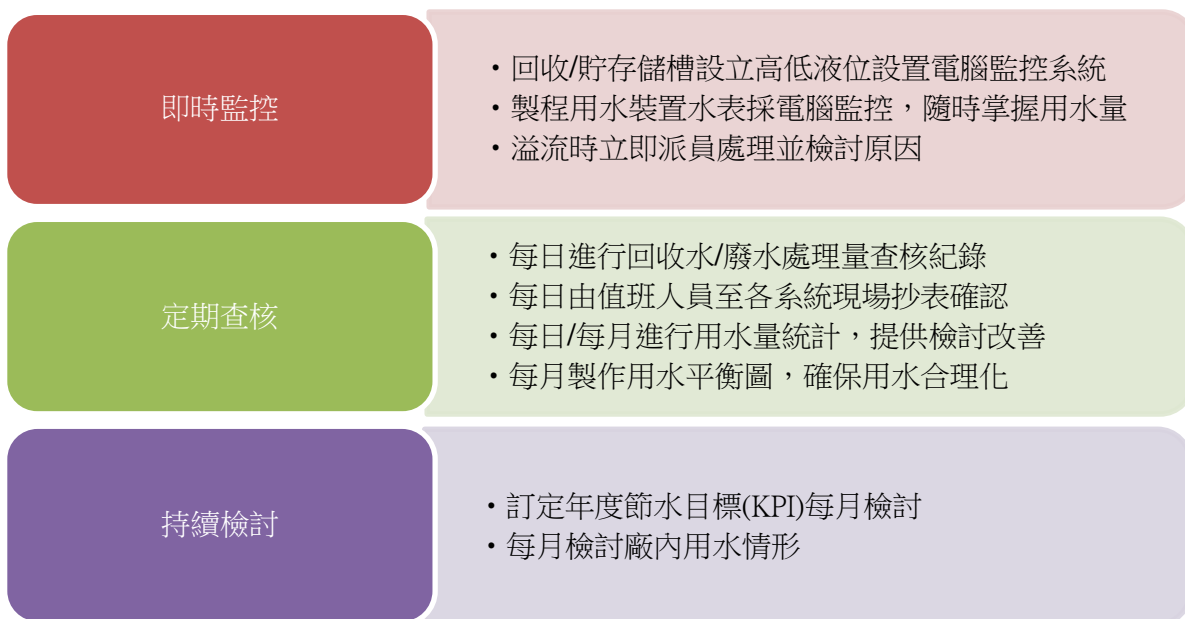 即時監控
・回收/貯存儲槽設立高低液位設置電腦監控系統
・製程用水裝置水表採電腦監控，隨時掌握用水量
・溢流時立即派員處理並檢討原因
定期查核
・每日進行回收水/廢水處理量查核紀錄
・每日由值班人員至各系統現場抄表確認
・每日/每月進行用水量統計，提供檢討改善
・每月製作用水平衡圖，確保用水合理化
持續檢討
・訂定年度節水目標(KPI)每月檢討
・每月檢討廠內用水情形